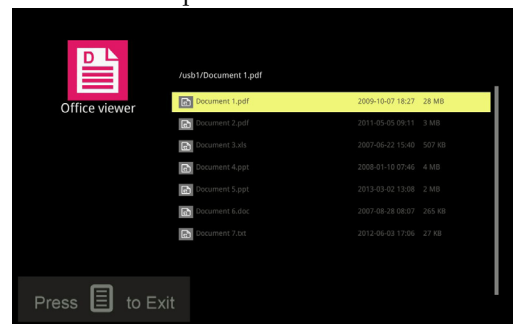 D
/usb1/Document 1.pdf
Office viewer
Document 1.pdf 2009-10-07 18:27 28 MB
Document 2.pdf 2011-05-05 09:11 3 MB
Document 3.xls 2007-06-22 15:40 507 KB
Document 4.ppt 2008-01-10 07:46 4 MB
Document 5.ppt 2013-03-02 13:08 2 MB
Document 6.doc 2007-08-28 08:07 265 KB
Document 7.txt 2012-06-03 17:06 27 KB
Press to Exit